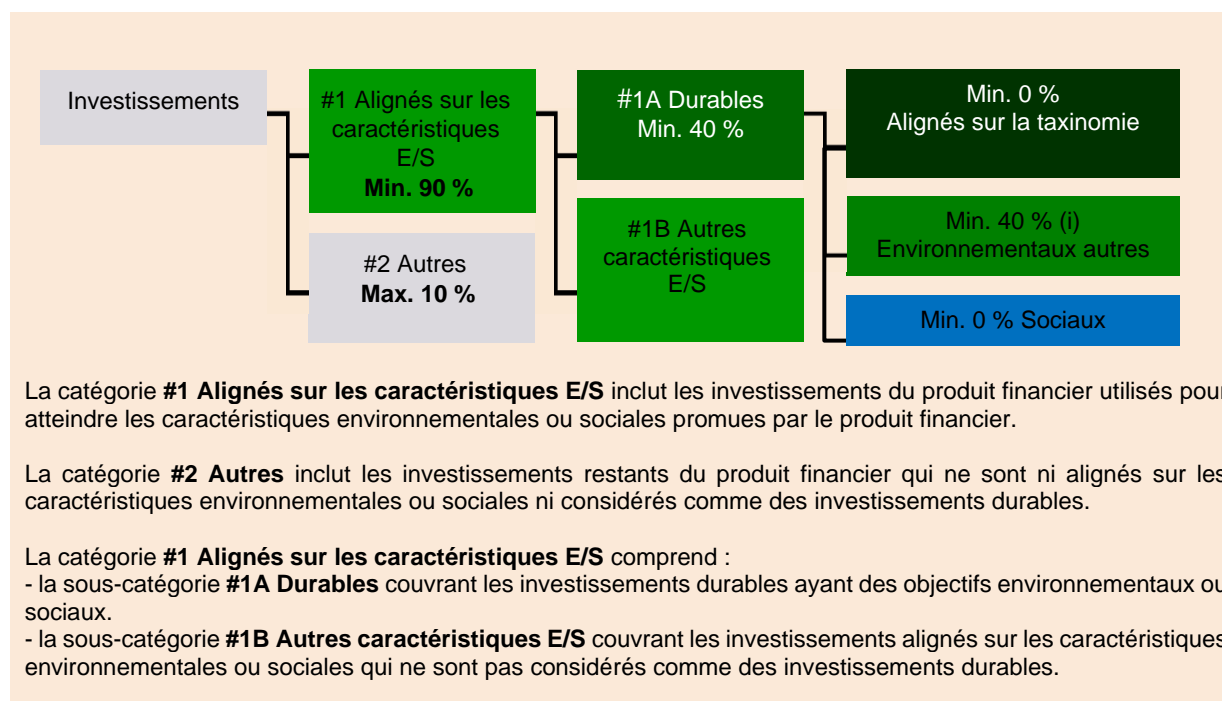 Investissements
#1 Alignés sur les
caractéristiques
E/S
Min. 90 %
#2 Autres
Max. 10 %
#1A Durables
Min. 40 %
#1B Autres
caractéristiques
E/S
Min. 0 %
Alignés sur la taxinomie
Min. 40 % (i)
Environnementaux autres
Min. 0 % Sociaux
La catégorie #1 Alignés sur les caractéristiques E/S inclut les investissements du produit financier utilisés pour
atteindre les caractéristiques environnementales ou sociales promues par le produit financier.
La catégorie #2 Autres inclut les investissements restants du produit financier qui ne sont ni alignés sur les
caractéristiques environnementales ou sociales ni considérés comme des investissements durables.
La catégorie #1 Alignés sur les caractéristiques E/S comprend :
- la sous-catégorie #1A Durables couvrant les investissements durables ayant des objectifs environnementaux ou
sociaux.
- la sous-catégorie #1B Autres caractéristiques E/S couvrant les investissements alignés sur les caractéristiques
environnementales ou sociales qui ne sont pas considérés comme des investissements durables.